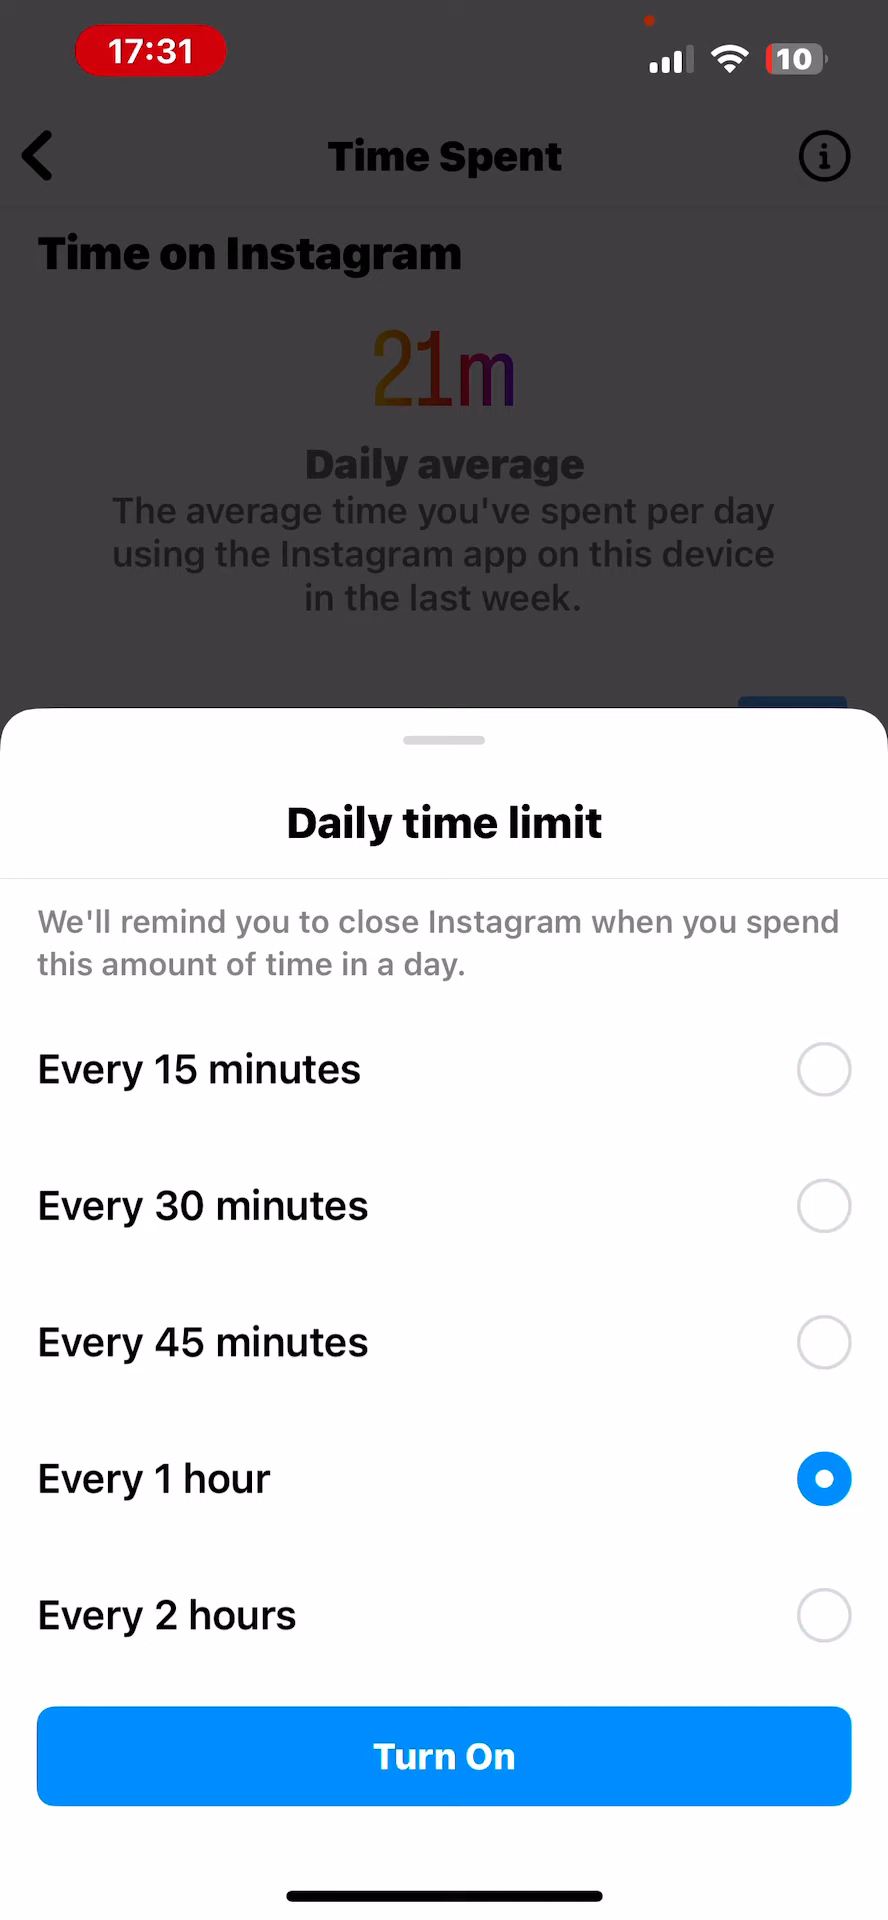 17:31
10
Time Spent
Time on Instagram
21m
Daily average
The average time you've spent per day
using the Instagram app on this device
in the last week.
Daily time limit
We'll remind you to close Instagram when you spend
this amount of time in a day.
Every 15 minutes
Every 30 minutes
Every 45 minutes
Every 1 hour
Every 2 hours
Turn On